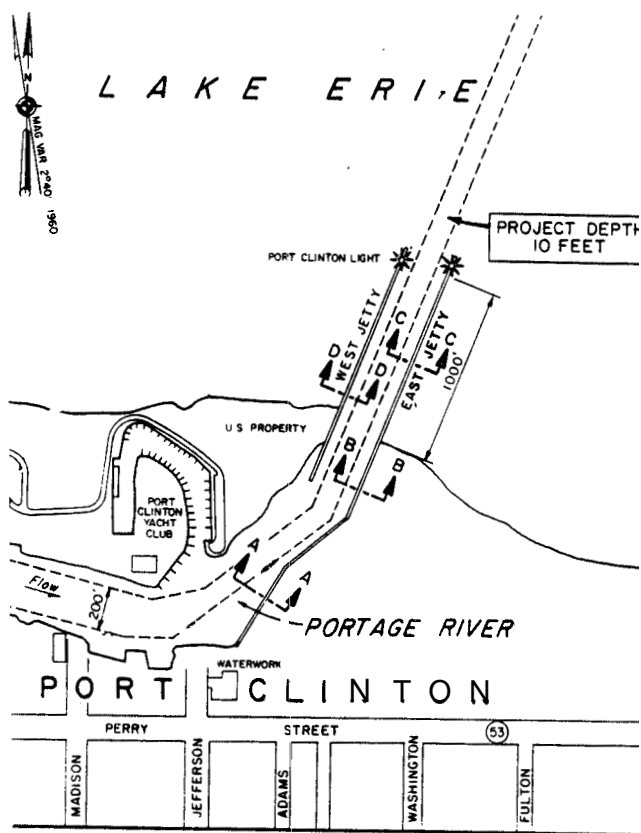 LAKE ERIE
N
MAG VAR 2°40' 1960
PROJECT DEPTH
10 FEET
PORT CLINTON LIGHT
WEST JETTY
EAST JETTY
1000'
C
C
D
D
U S PROPERTY
B
B
PORT
CLINTON
YACHT
CLUB
A
A
Flow
200'
PORTAGE RIVER
WATERWORK
PORT CLINTON
PERRY STREET
53
MADISON
JEFFERSON
ADAMS
WASHINGTON
FULTON